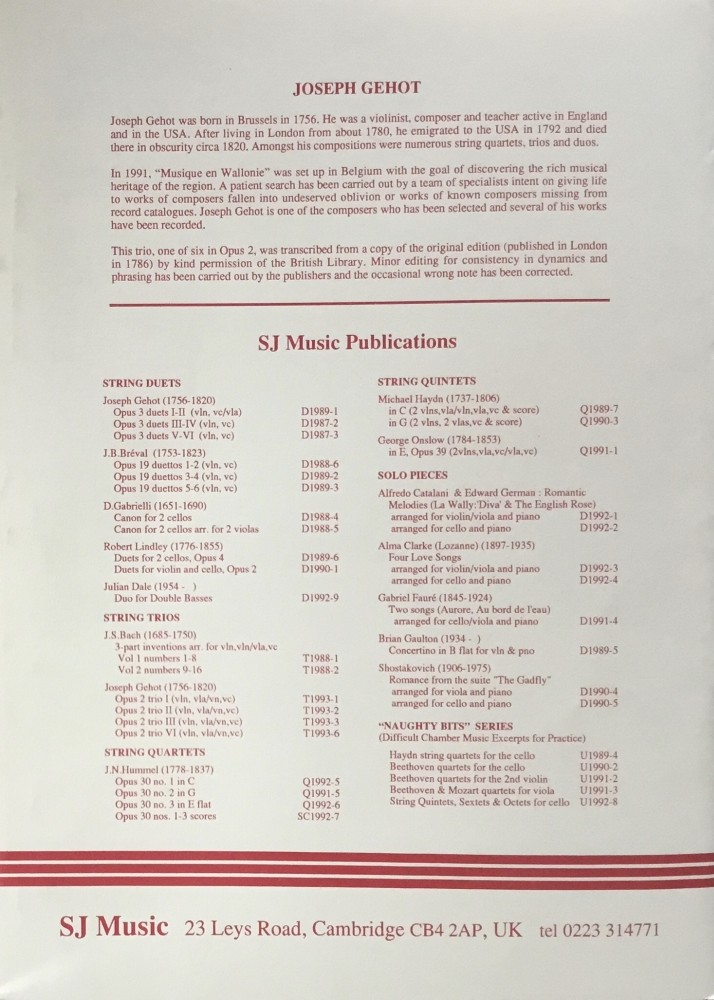 JOSEPH GEHOT
Joseph Gehot was born in Brussels in 1756. He was a violinist, composer and teacher active in England
and in the USA. After living in London from about 1780, he emigrated to the USA in 1792 and died
there in obscurity circa 1820. Amongst his compositions were numerous string quartets, trios and duos.
In 1991, “Musique en Wallonie” was set up in Belgium with the goal of discovering the rich musical
heritage of the region. A patient search has been carried out by a team of specialists intent on giving life
to works of composers fallen into undeserved oblivion or works of known composers missing from
record catalogues. Joseph Gehot is one of the composers who has been selected and several of his works
have been recorded.
This trio, one of six in Opus 2, was transcribed from a copy of the original edition (published in London
in 1786) by kind permission of the British Library. Minor editing for consistency in dynamics and
phrasing has been carried out by the publishers and the occasional wrong note has been corrected.
SJ Music Publications
STRING DUETS
Joseph Gehot (1756-1820)
Opus 3 duets I-II (vln, vc/vla) D1989-1
Opus 3 duets III-IV (vln, vc) D1987-2
Opus 3 duets V-VI (vln, vc) D1987-3
J.B.Bréval (1753-1823)
Opus 19 duettos 1-2 (vln, vc) D1988-6
Opus 19 duettos 3-4 (vln, vc) D1989-2
Opus 19 duettos 5-6 (vln, vc) D1989-3
D.Gabrielli (1651-1690)
Canon for 2 cellos D1988-4
Canon for 2 cellos arr. for 2 violas D1988-5
Robert Lindley (1776-1855)
Duets for 2 cellos, Opus 4 D1989-6
Duets for violin and cello, Opus 2 D1990-1
Julian Dale (1954 - )
Duo for Double Basses D1992-9
STRING TRIOS
J.S.Bach (1685-1750)
3-part inventions arr. for vln,vln/vla,vc
Vol 1 numbers 1-8 T1988-1
Vol 2 numbers 9-16 T1988-2
Joseph Gehot (1756-1820)
Opus 2 trio I (vln, vla/vn,vc) T1993-1
Opus 2 trio II (vln, vla/vn,vc) T1993-2
Opus 2 trio III (vln, vla/vn,vc) T1993-3
Opus 2 trio VI (vln, vla/vn,vc) T1993-6
STRING QUARTETS
J.N.Hummel (1778-1837)
Opus 30 no. 1 in C Q1992-5
Opus 30 no. 2 in G Q1991-5
Opus 30 no. 3 in E flat Q1992-6
Opus 30 nos. 1-3 scores SC1992-7
STRING QUINTETS
Michael Haydn (1737-1806)
in C (2 vlns,vla/vln,vla,vc & score) Q1989-7
in G (2 vlns, 2 vlas,vc & score) Q1990-3
George Onslow (1784-1853)
in E, Opus 39 (2vlns,vla,vc/vla,vc) Q1991-1
SOLO PIECES
Alfredo Catalani & Edward German : Romantic
Melodies (La Wally:'Diva' & The English Rose)
arranged for violin/viola and piano D1992-1
arranged for cello and piano D1992-2
Alma Clarke (Lozanne) (1897-1935)
Four Love Songs
arranged for violin/viola and piano D1992-3
arranged for cello and piano D1992-4
Gabriel Fauré (1845-1924)
Two songs (Aurore, Au bord de l'eau)
arranged for cello/viola and piano D1991-4
Brian Gaulton (1934 - )
Concertino in B flat for vln & pno D1989-5
Shostakovich (1906-1975)
Romance from the suite "The Gadfly"
arranged for viola and piano D1990-4
arranged for cello and piano D1990-5
“NAUGHTY BITS” SERIES
(Difficult Chamber Music Excerpts for Practice)
Haydn string quartets for the cello U1989-4
Beethoven quartets for the cello U1990-2
Beethoven quartets for the 2nd violin U1991-2
Beethoven & Mozart quartets for viola U1991-3
String Quintets, Sextets & Octets for cello U1992-8
SJ Music 23 Leys Road, Cambridge CB4 2AP, UK tel 0223 314771